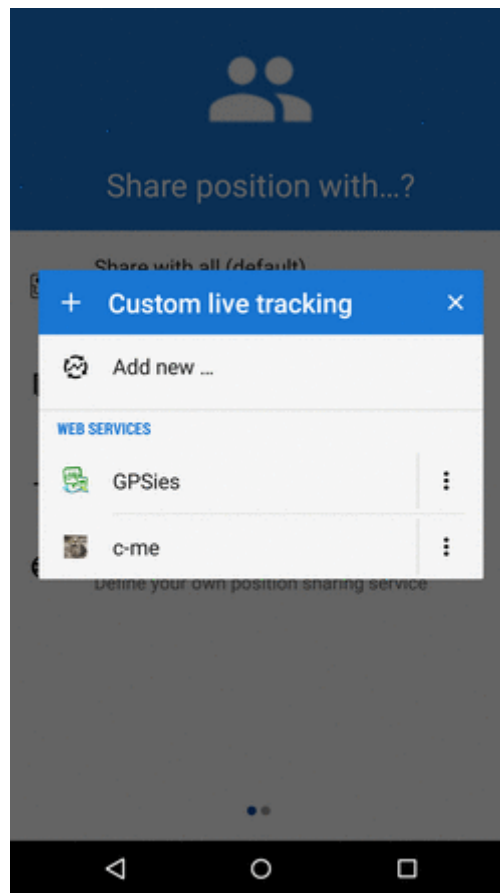 Share position with...?
Share with all (default)
Custom live tracking
Add new ...
WEB SERVICES
GPSies
c-me
Define your own position sharing service